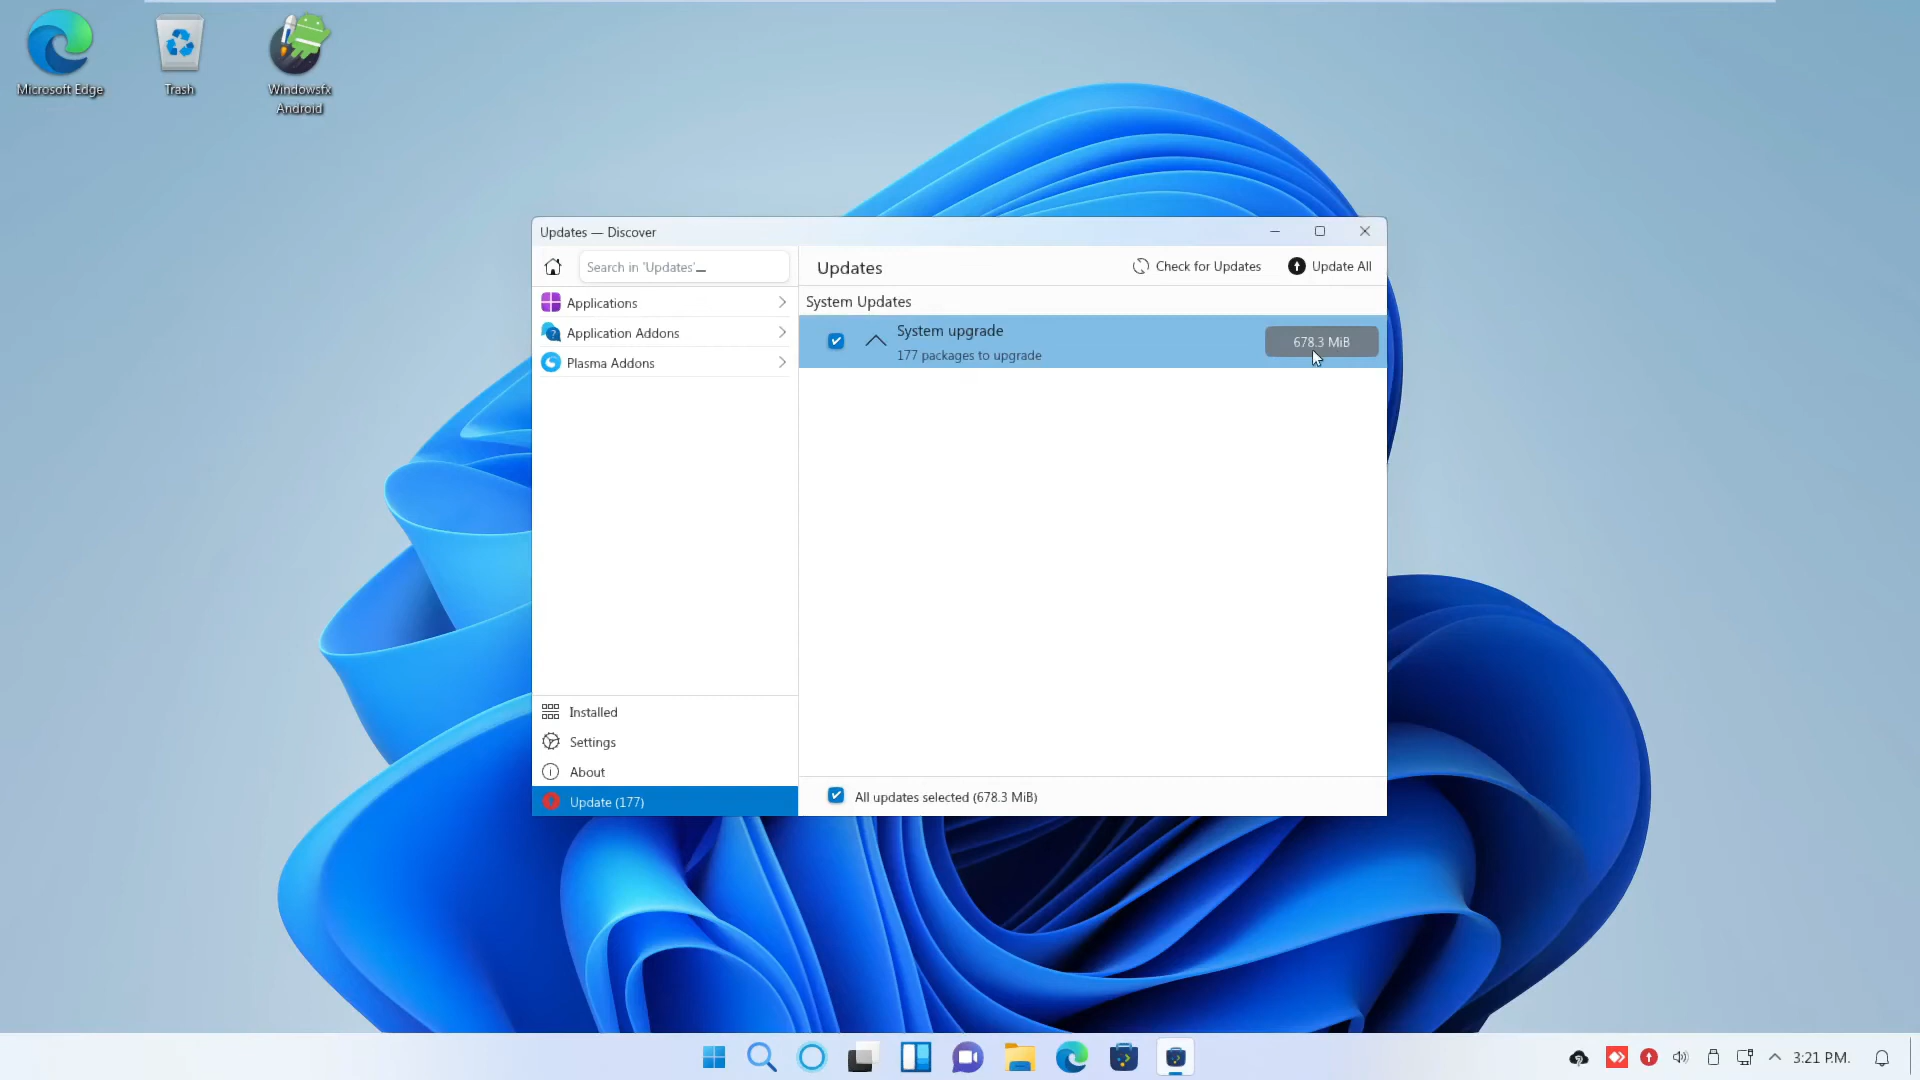 Microsoft Edge
Trash
Windowsfx
Android
Updates — Discover
Search in 'Updates'...
Updates
Check for Updates
Update All
Applications
Application Addons
Plasma Addons
System Updates
System upgrade
177 packages to upgrade
678.3 MiB
Installed
Settings
About
Update (177)
All updates selected (678.3 MiB)
3:21 P.M.